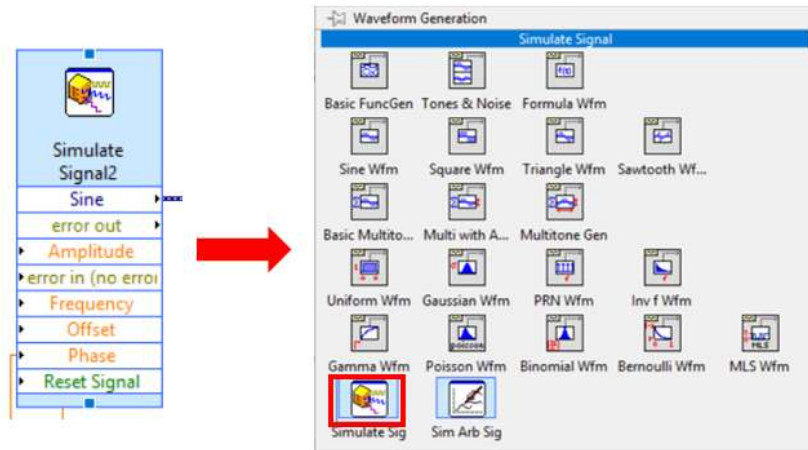 Simulate
Signal2
Sine
error out
Amplitude
error in (no erroi
Frequency
Offset
Phase
Reset Signal
Waveform Generation
Simulate Signal
Basic FuncGen Tones & Noise Formula Wfm
f(t)
Sine Wfm Square Wfm Triangle Wfm Sawtooth Wf...
Basic Multito... Multi with A... Multitone Gen
Uniform Wfm Gaussian Wfm PRN Wfm Inv f Wfm
poisson
MLS
Gamma Wfm Poisson Wfm Binomial Wfm Bernoulli Wfm MLS Wfm
Simulate Sig Sim Arb Sig